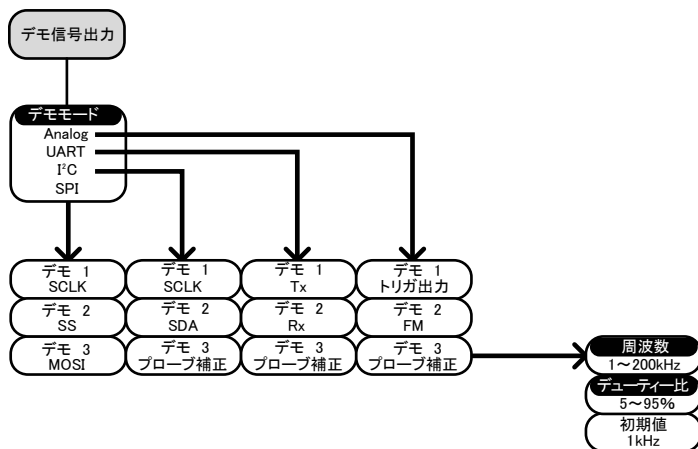 デモ信号出力
デモモード
Analog
UART
I²C
SPI
デモ 1
SCLK
デモ 1
SCLK
デモ 1
Tx
デモ 1
トリガ出力
デモ 2
SS
デモ 2
SDA
デモ 2
Rx
デモ 2
FM
デモ 3
MOSI
デモ 3
プローブ補正
デモ 3
プローブ補正
デモ 3
プローブ補正
周波数
1～200kHz
デューティー比
5～95%
初期値
1kHz